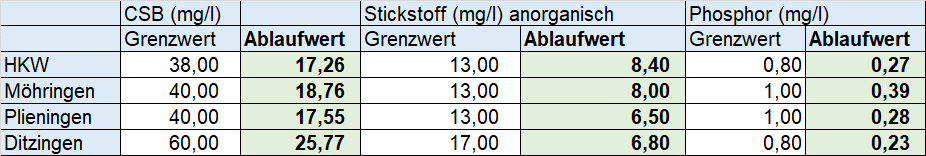 CSB (mg/l) Stickstoff (mg/l) anorganisch Phosphor (mg/l)
Grenzwert Ablaufwert Grenzwert Ablaufwert Grenzwert Ablaufwert
HKW 38,00 17,26 13,00 8,40 0,80 0,27
Möhringen 40,00 18,76 13,00 8,00 1,00 0,39
Plieningen 40,00 17,55 13,00 6,50 1,00 0,28
Ditzingen 60,00 25,77 17,00 6,80 0,80 0,23